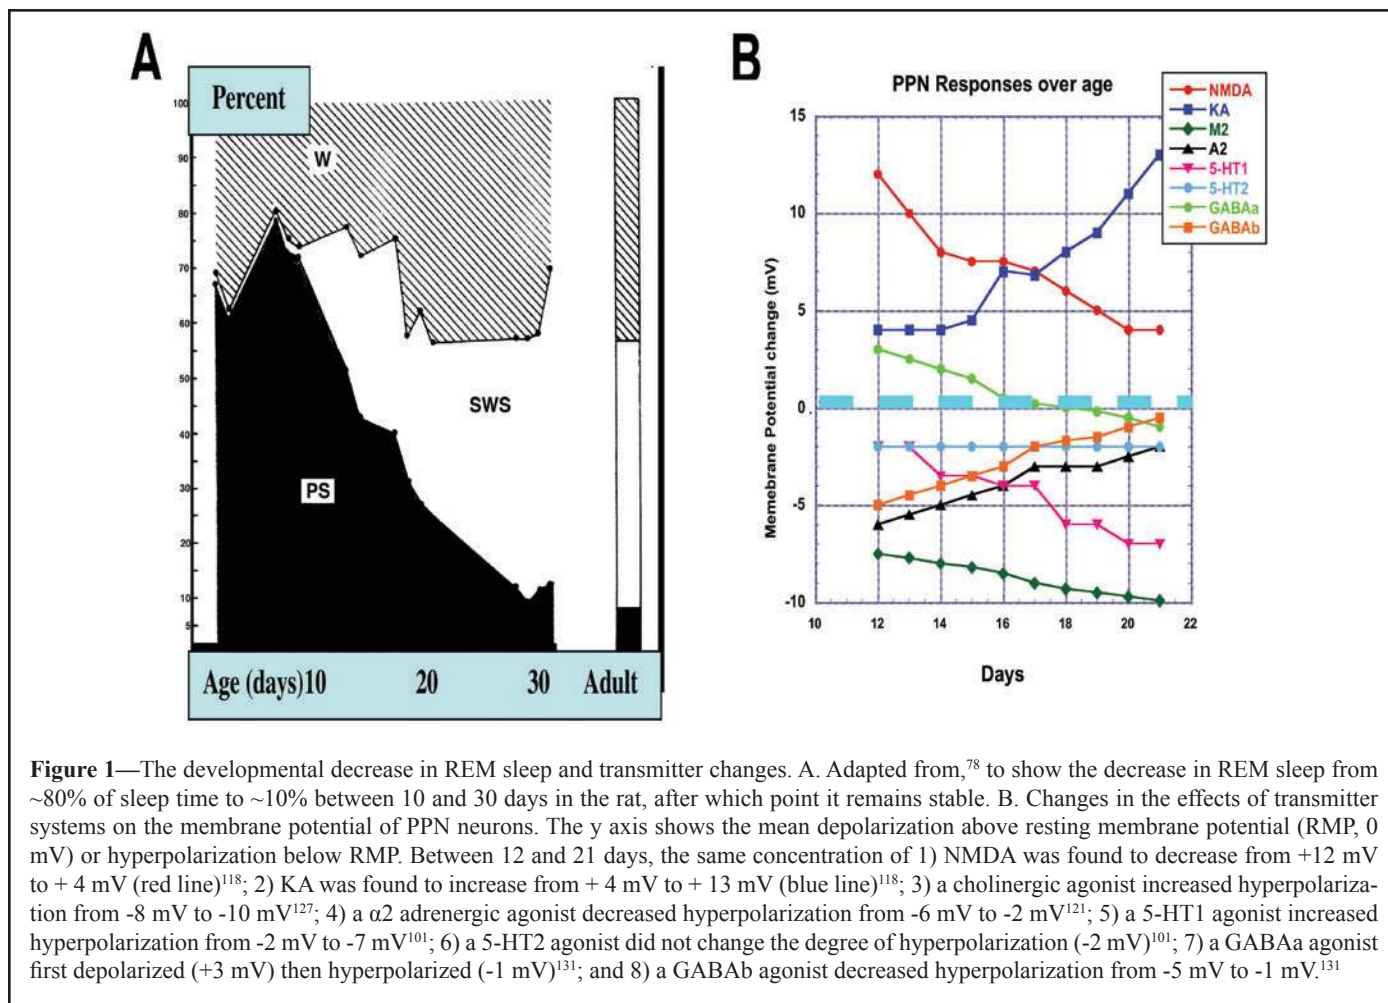 A
Percent
100
90
80
70
60
50
40
30
20
10
5
W
SWS
PS
Age (days)10 20 30 Adult
B
PPN Responses over age
NMDA
KA
M2
A2
5-HT1
5-HT2
GABAa
GABAb
Memebrane Potential change (mV)
15
10
5
0
-5
-10
10 12 14 16 18 20 22
Days
Figure 1—The developmental decrease in REM sleep and transmitter changes. A. Adapted from,⁷⁸ to show the decrease in REM sleep from
~80% of sleep time to ~10% between 10 and 30 days in the rat, after which point it remains stable. B. Changes in the effects of transmitter
systems on the membrane potential of PPN neurons. The y axis shows the mean depolarization above resting membrane potential (RMP, 0
mV) or hyperpolarization below RMP. Between 12 and 21 days, the same concentration of 1) NMDA was found to decrease from +12 mV
to + 4 mV (red line)¹¹⁸; 2) KA was found to increase from + 4 mV to + 13 mV (blue line)¹¹⁸; 3) a cholinergic agonist increased hyperpolariza-
tion from -8 mV to -10 mV¹²⁷; 4) a α2 adrenergic agonist decreased hyperpolarization from -6 mV to -2 mV¹²¹; 5) a 5-HT1 agonist increased
hyperpolarization from -2 mV to -7 mV¹⁰¹; 6) a 5-HT2 agonist did not change the degree of hyperpolarization (-2 mV)¹⁰¹; 7) a GABAa agonist
first depolarized (+3 mV) then hyperpolarized (-1 mV)¹³¹; and 8) a GABAb agonist decreased hyperpolarization from -5 mV to -1 mV.¹³¹